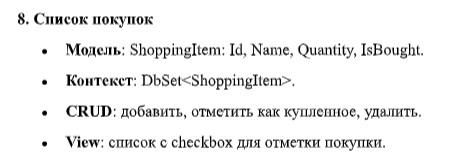 8. Список покупок
• Модель: ShoppingItem: Id, Name, Quantity, IsBought.
• Контекст: DbSet<ShoppingItem>.
• CRUD: добавить, отметить как купленное, удалить.
• View: список с checkbox для отметки покупки.